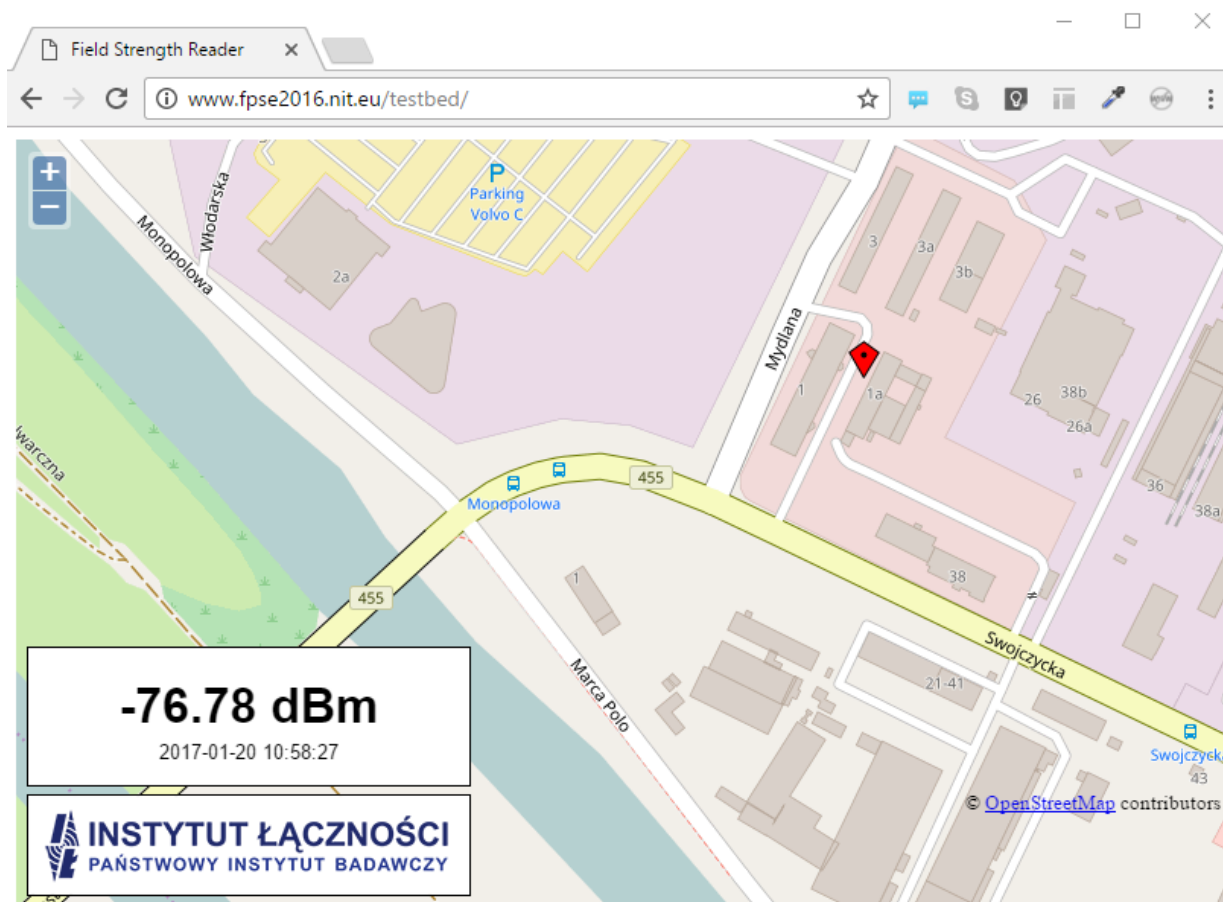 Field Strength Reader
www.fpse2016.nit.eu/testbed/
+
−
Włodarska
Monopolowa
P
Parking
Volvo C
2a
3
3a
3b
Mydlana
1
1a
26
38b
26a
36
38a
455
Monopolowa
1
38
455
Swojczycka
21-41
Marca Polo
Swojczyck
43
-76.78 dBm
2017-01-20 10:58:27
© OpenStreetMap contributors
INSTYTUT ŁĄCZNOŚCI
PAŃSTWOWY INSTYTUT BADAWCZY